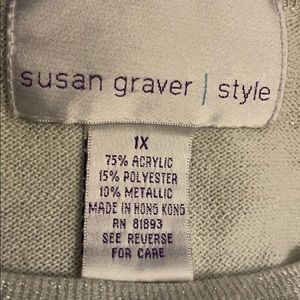 susan graver | style
1X
75% ACRYLIC
15% POLYESTER
10% METALLIC
MADE IN HONG KONG
RN 81893
SEE REVERSE
FOR CARE